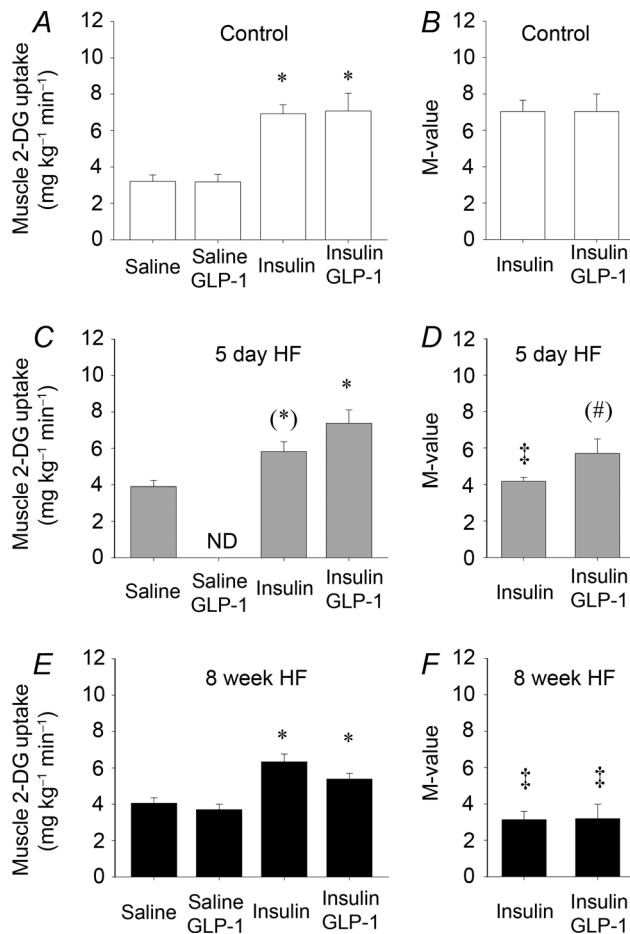 A
Control
Muscle 2-DG uptake
(mg kg⁻¹ min⁻¹)
12
10
8
6
4
2
0
*
*
Saline
Saline
GLP-1
Insulin
Insulin
GLP-1
B
Control
M-value
12
10
8
6
4
2
0
Insulin
Insulin
GLP-1
C
5 day HF
Muscle 2-DG uptake
(mg kg⁻¹ min⁻¹)
12
10
8
6
4
2
0
ND
(*)
*
Saline
Saline
GLP-1
Insulin
Insulin
GLP-1
D
5 day HF
M-value
12
10
8
6
4
2
0
‡
(#)
Insulin
Insulin
GLP-1
E
8 week HF
Muscle 2-DG uptake
(mg kg⁻¹ min⁻¹)
12
10
8
6
4
2
0
*
*
Saline
Saline
GLP-1
Insulin
Insulin
GLP-1
F
8 week HF
M-value
12
10
8
6
4
2
0
‡
‡
Insulin
Insulin
GLP-1